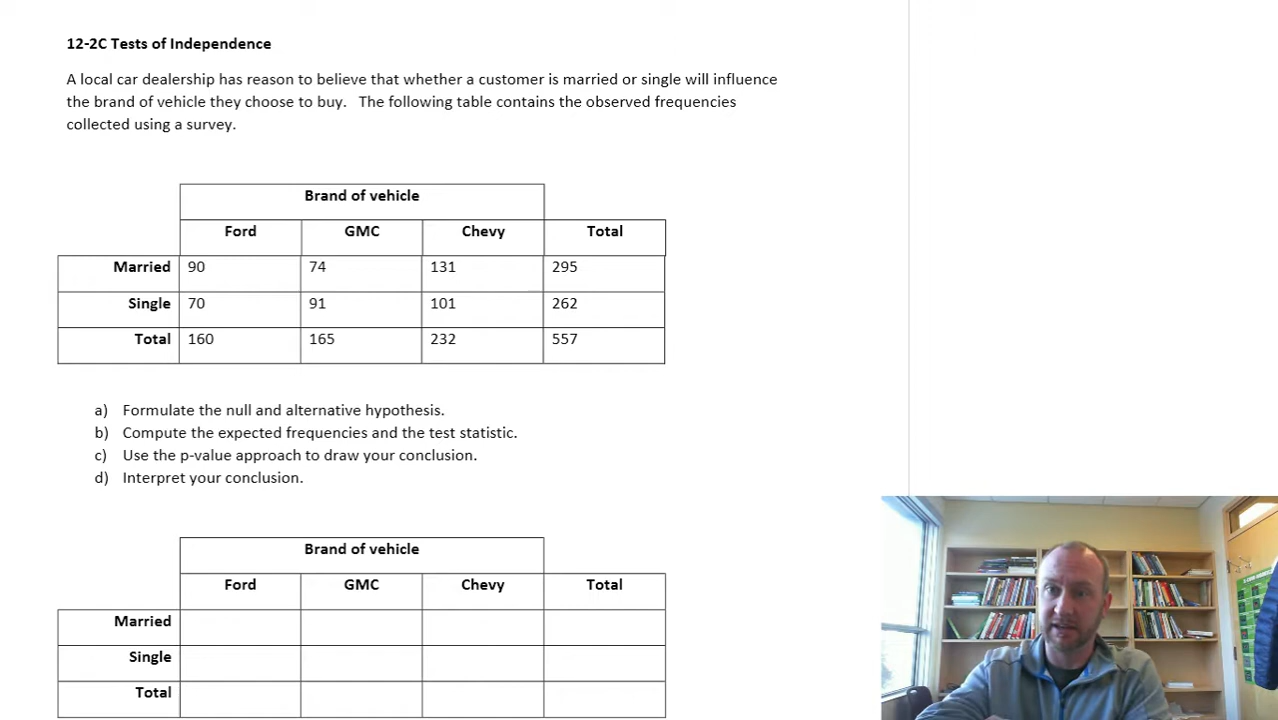 12-2C Tests of Independence
A local car dealership has reason to believe that whether a customer is married or single will influence
the brand of vehicle they choose to buy. The following table contains the observed frequencies
collected using a survey.
Brand of vehicle
Ford GMC Chevy Total
Married 90 74 131 295
Single 70 91 101 262
Total 160 165 232 557
a) Formulate the null and alternative hypothesis.
b) Compute the expected frequencies and the test statistic.
c) Use the p-value approach to draw your conclusion.
d) Interpret your conclusion.
Brand of vehicle
Ford GMC Chevy Total
Married
Single
Total